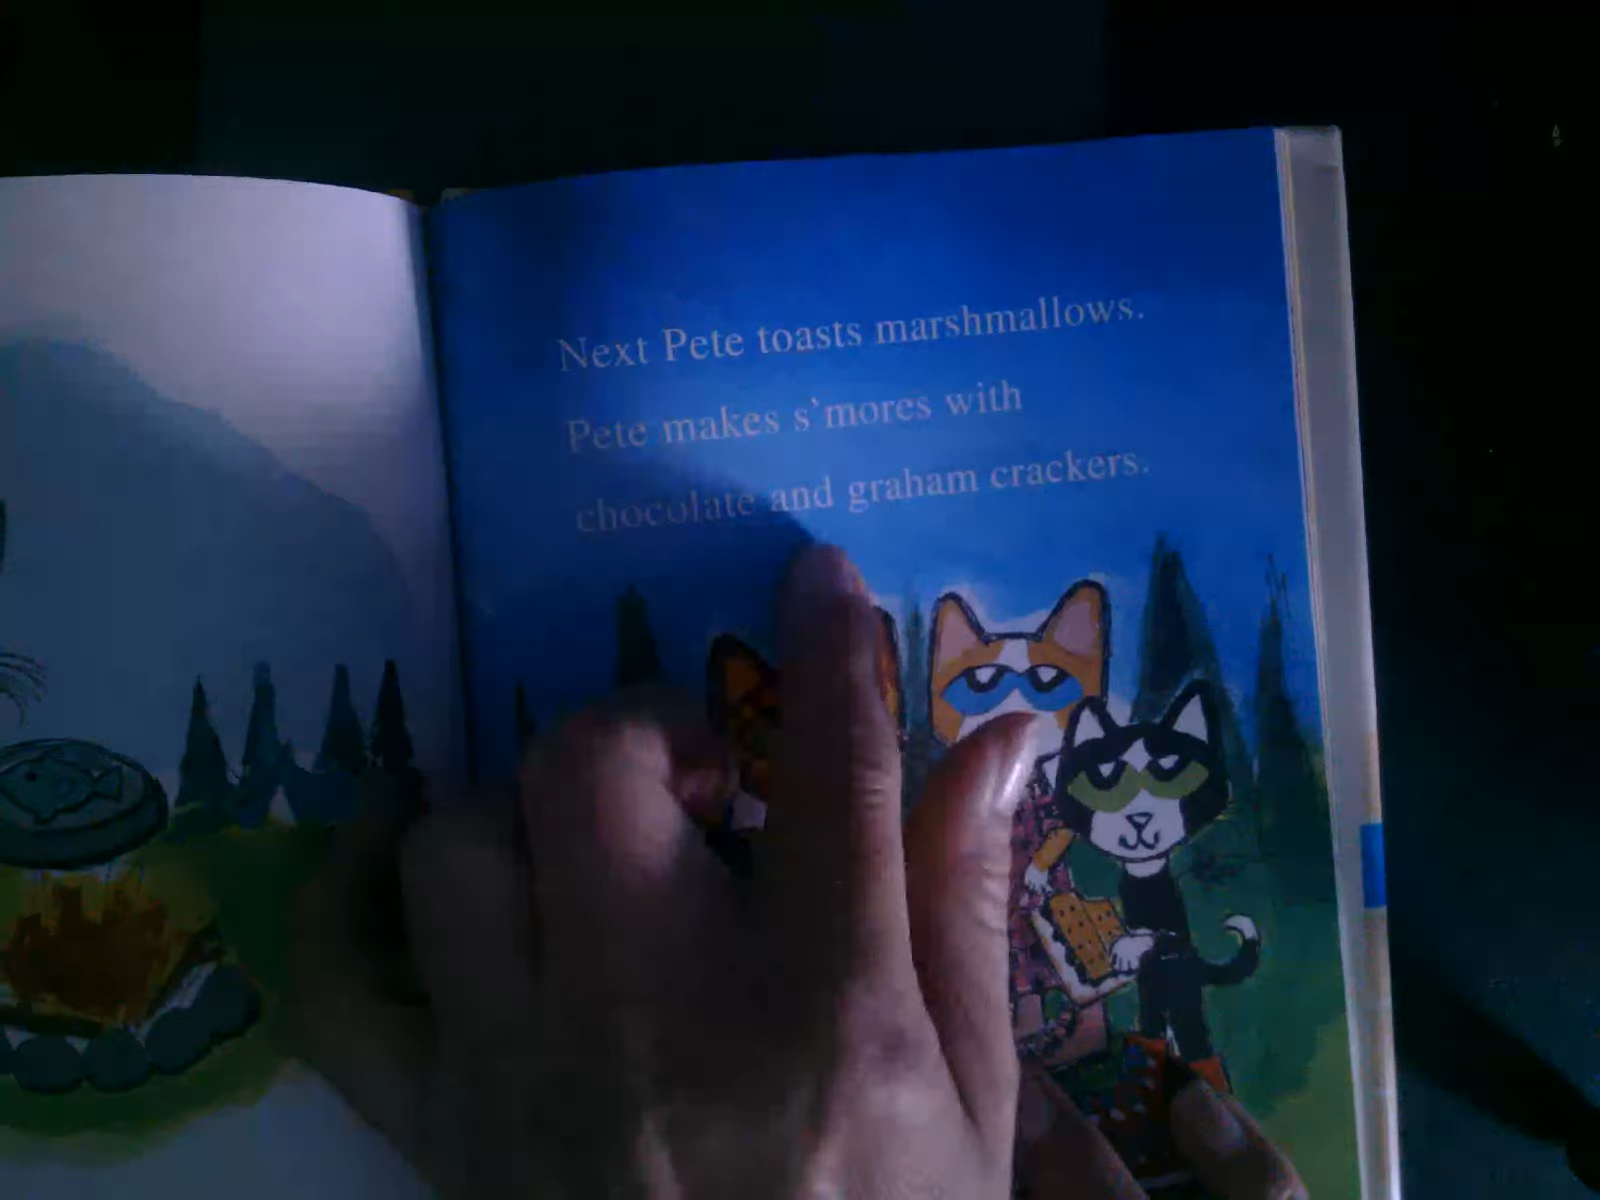 Next Pete toasts marshmallows.
Pete makes s'mores with
chocolate and graham crackers.